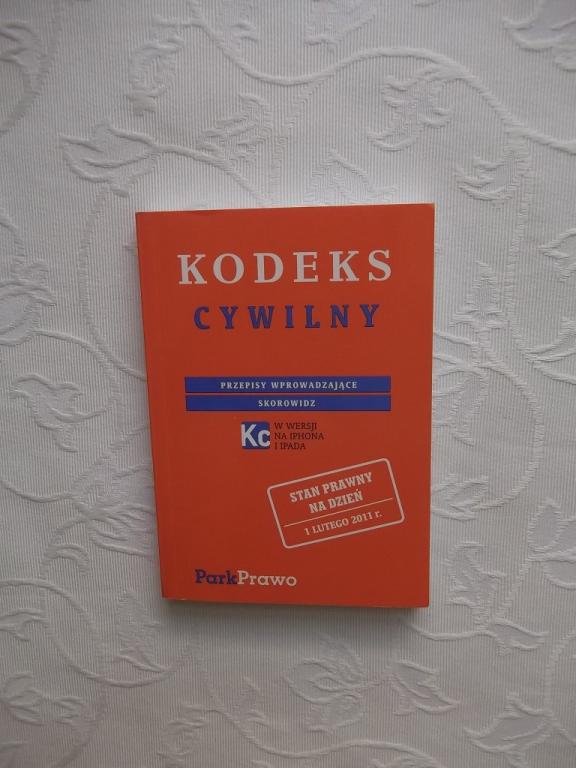 KODEKS
CYWILNY
PRZEPISY WPROWADZAJĄCE
SKOROWIDZ
Kc
W WERSJI
NA IPHONA
I IPADA
STAN PRAWNY
NA DZIEŃ
1 LUTEGO 2011 r.
ParkPrawo